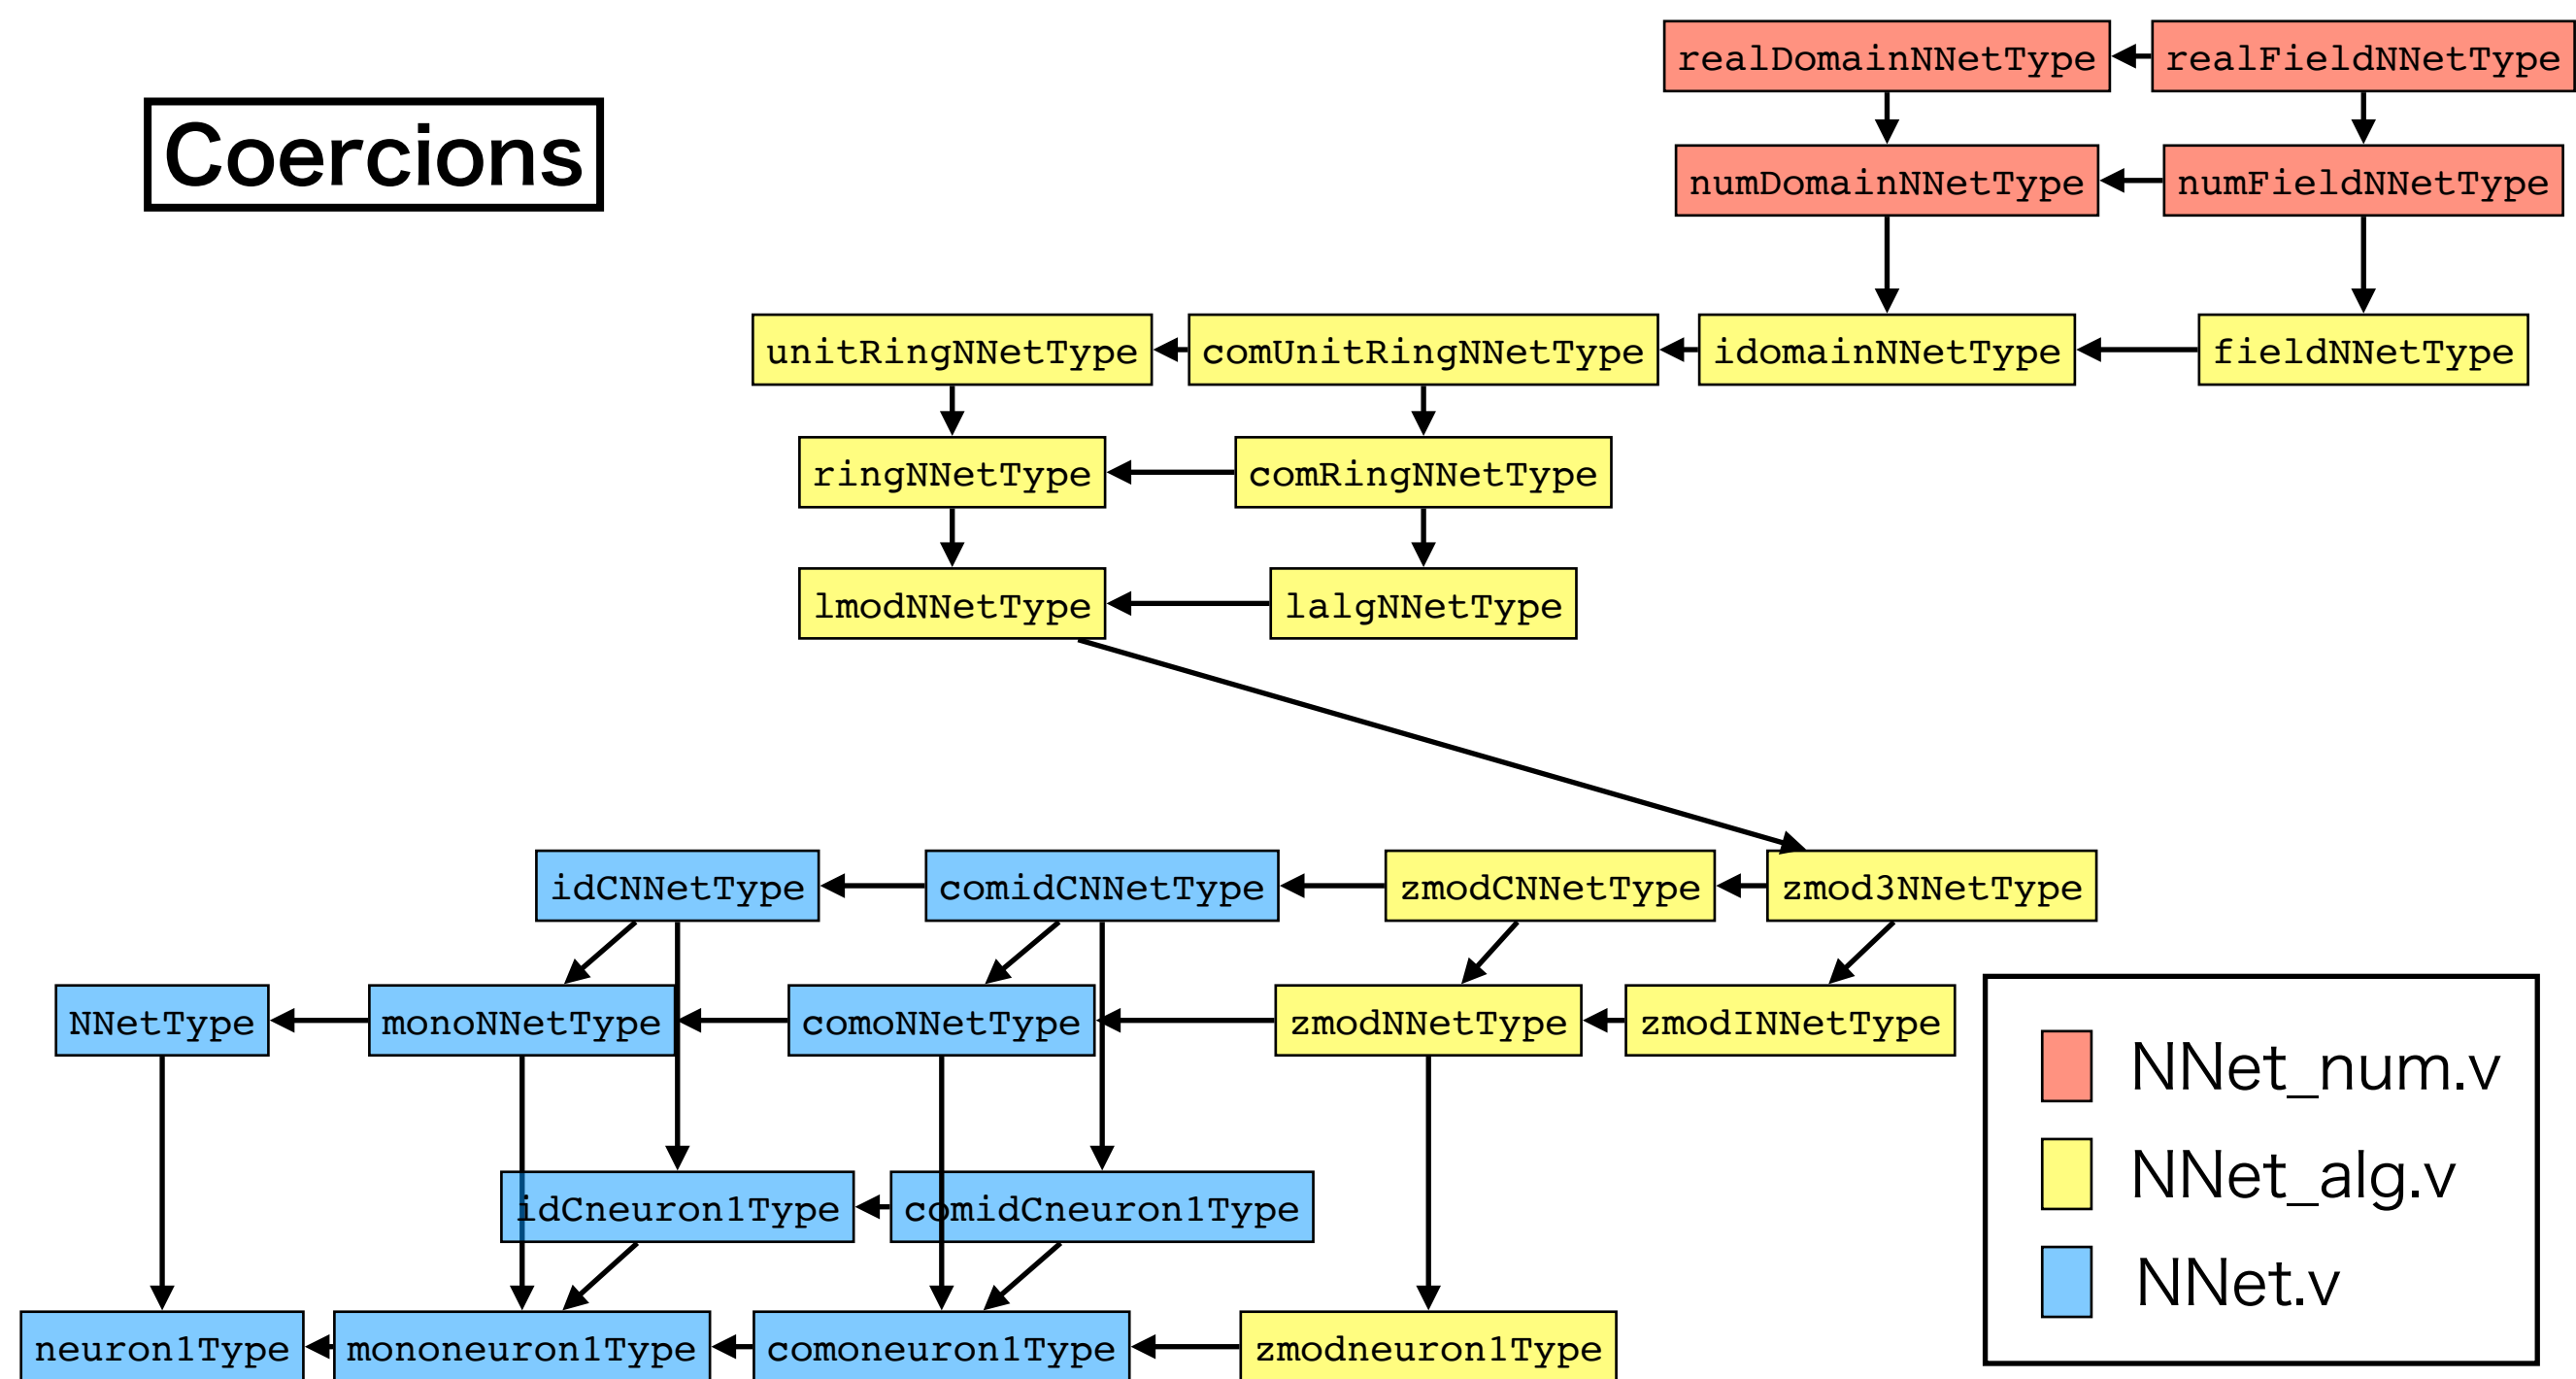 realDomainNNetType realFieldNNetType
Coercions
numDomainNNetType numFieldNNetType
unitRingNNetType comUnitRingNNetType idomainNNetType fieldNNetType
ringNNetType comRingNNetType
lmodNNetType lalgNNetType
idCNNetType comidCNNetType zmodCNNetType zmod3NNetType
NNetType monoNNetType comoNNetType zmodNNetType zmodINNetType
NNet_num.v
NNet_alg.v
idCneuron1Type comidCneuron1Type
NNet.v
neuron1Type mononeuron1Type comoneuron1Type zmodneuron1Type